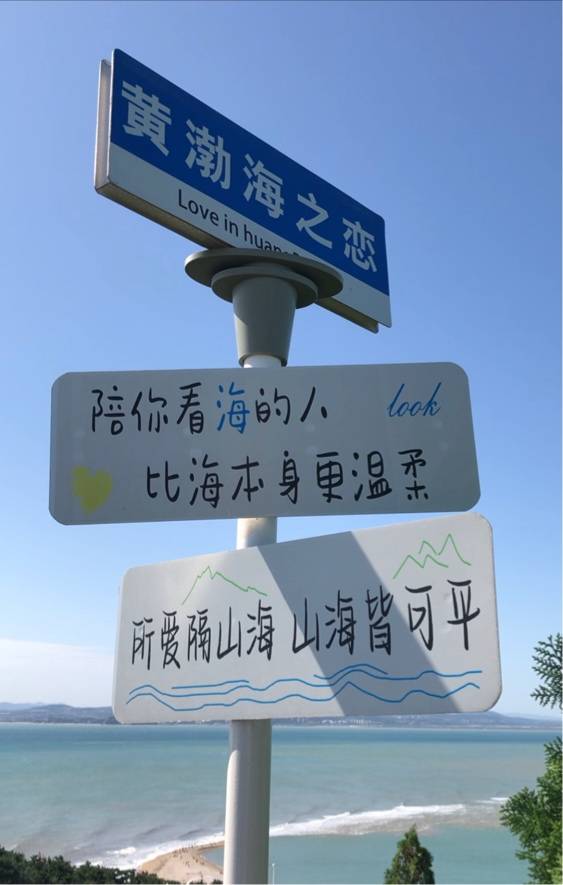 黄渤海之恋
Love in huan
陪你看海的人 look
比海本身更温柔
所爱隔山海 山海皆可平